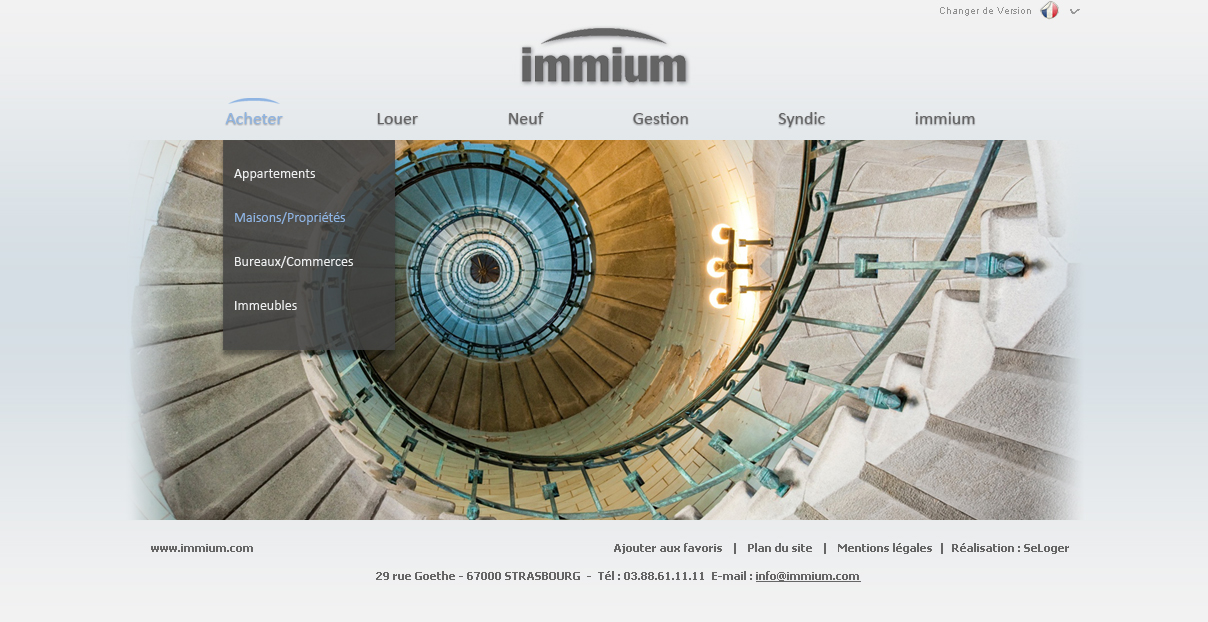 Changer de Version
immium
Acheter Louer Neuf Gestion Syndic immium
Appartements
Maisons/Propriétés
Bureaux/Commerces
Immeubles
www.immium.com Ajouter aux favoris | Plan du site | Mentions légales | Réalisation : SeLoger
29 rue Goethe - 67000 STRASBOURG - Tél : 03.88.61.11.11 E-mail : info@immium.com